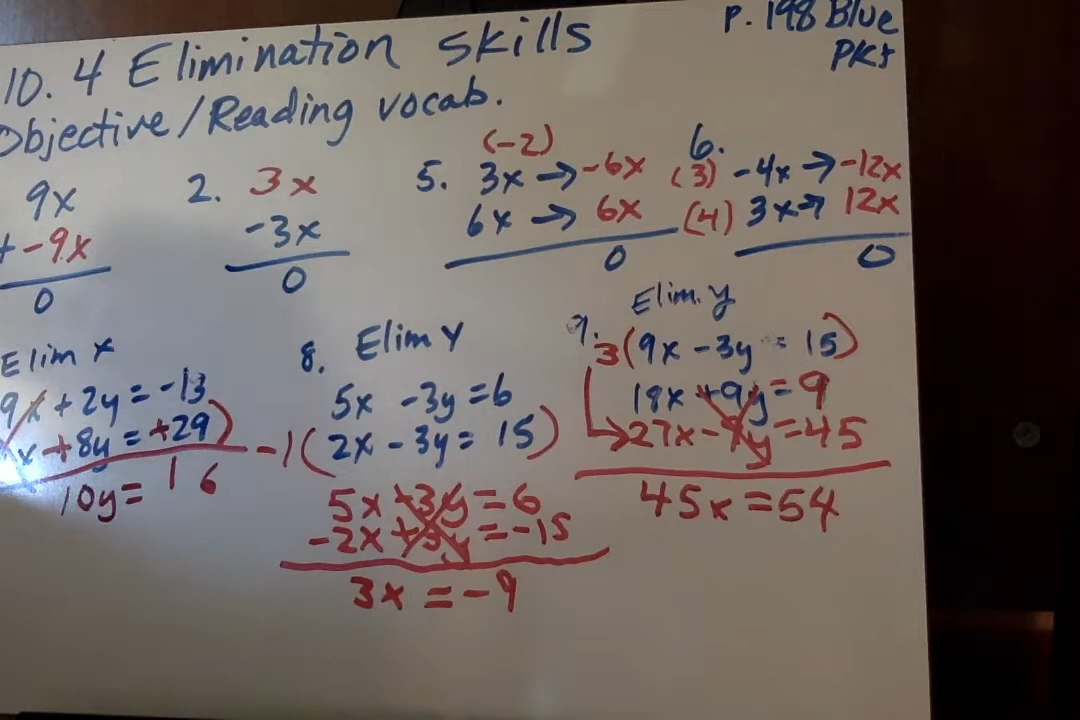 10.4 Elimination skills
p. 198 Blue
PKt
Objective/Reading vocab.
9x
+ -9x
0
2. 3x
-3x
0
5. (-2)
3x → -6x
6x → 6x
0
6.
(3) -4x → -12x
(4) 3x → 12x
0
Elim x
9x + 2y = -13
x + 8y = +29)
10y = 16
8. Elim Y
5x - 3y = 6
-1(2x - 3y = 15)
5x + 3y = 6
-2x + 3y = -15
3x = -9
9. Elim. y
3(9x - 3y = 15)
18x + 9y = 9
→ 27x - 9y = 45
45x = 54